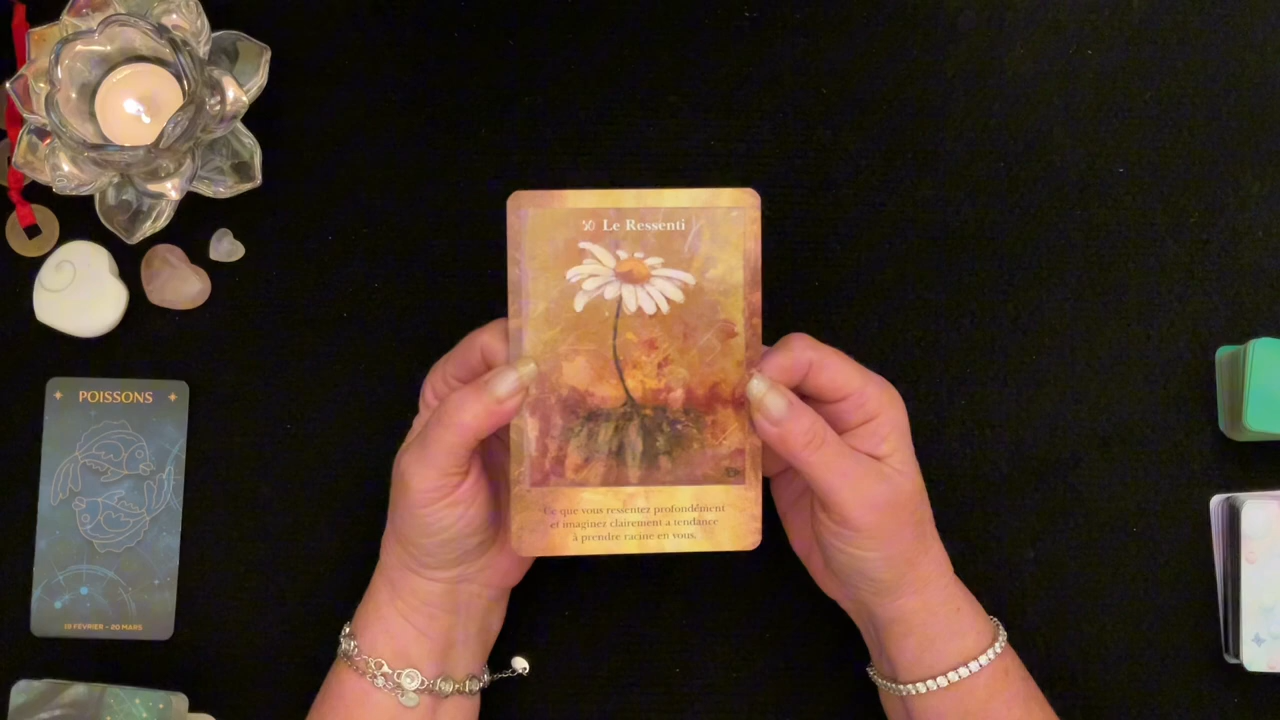 30 Le Ressenti
Ce que vous ressentez profondément
et imaginez clairement a tendance
à prendre racine en vous.
POISSONS
19 FÉVRIER - 20 MARS